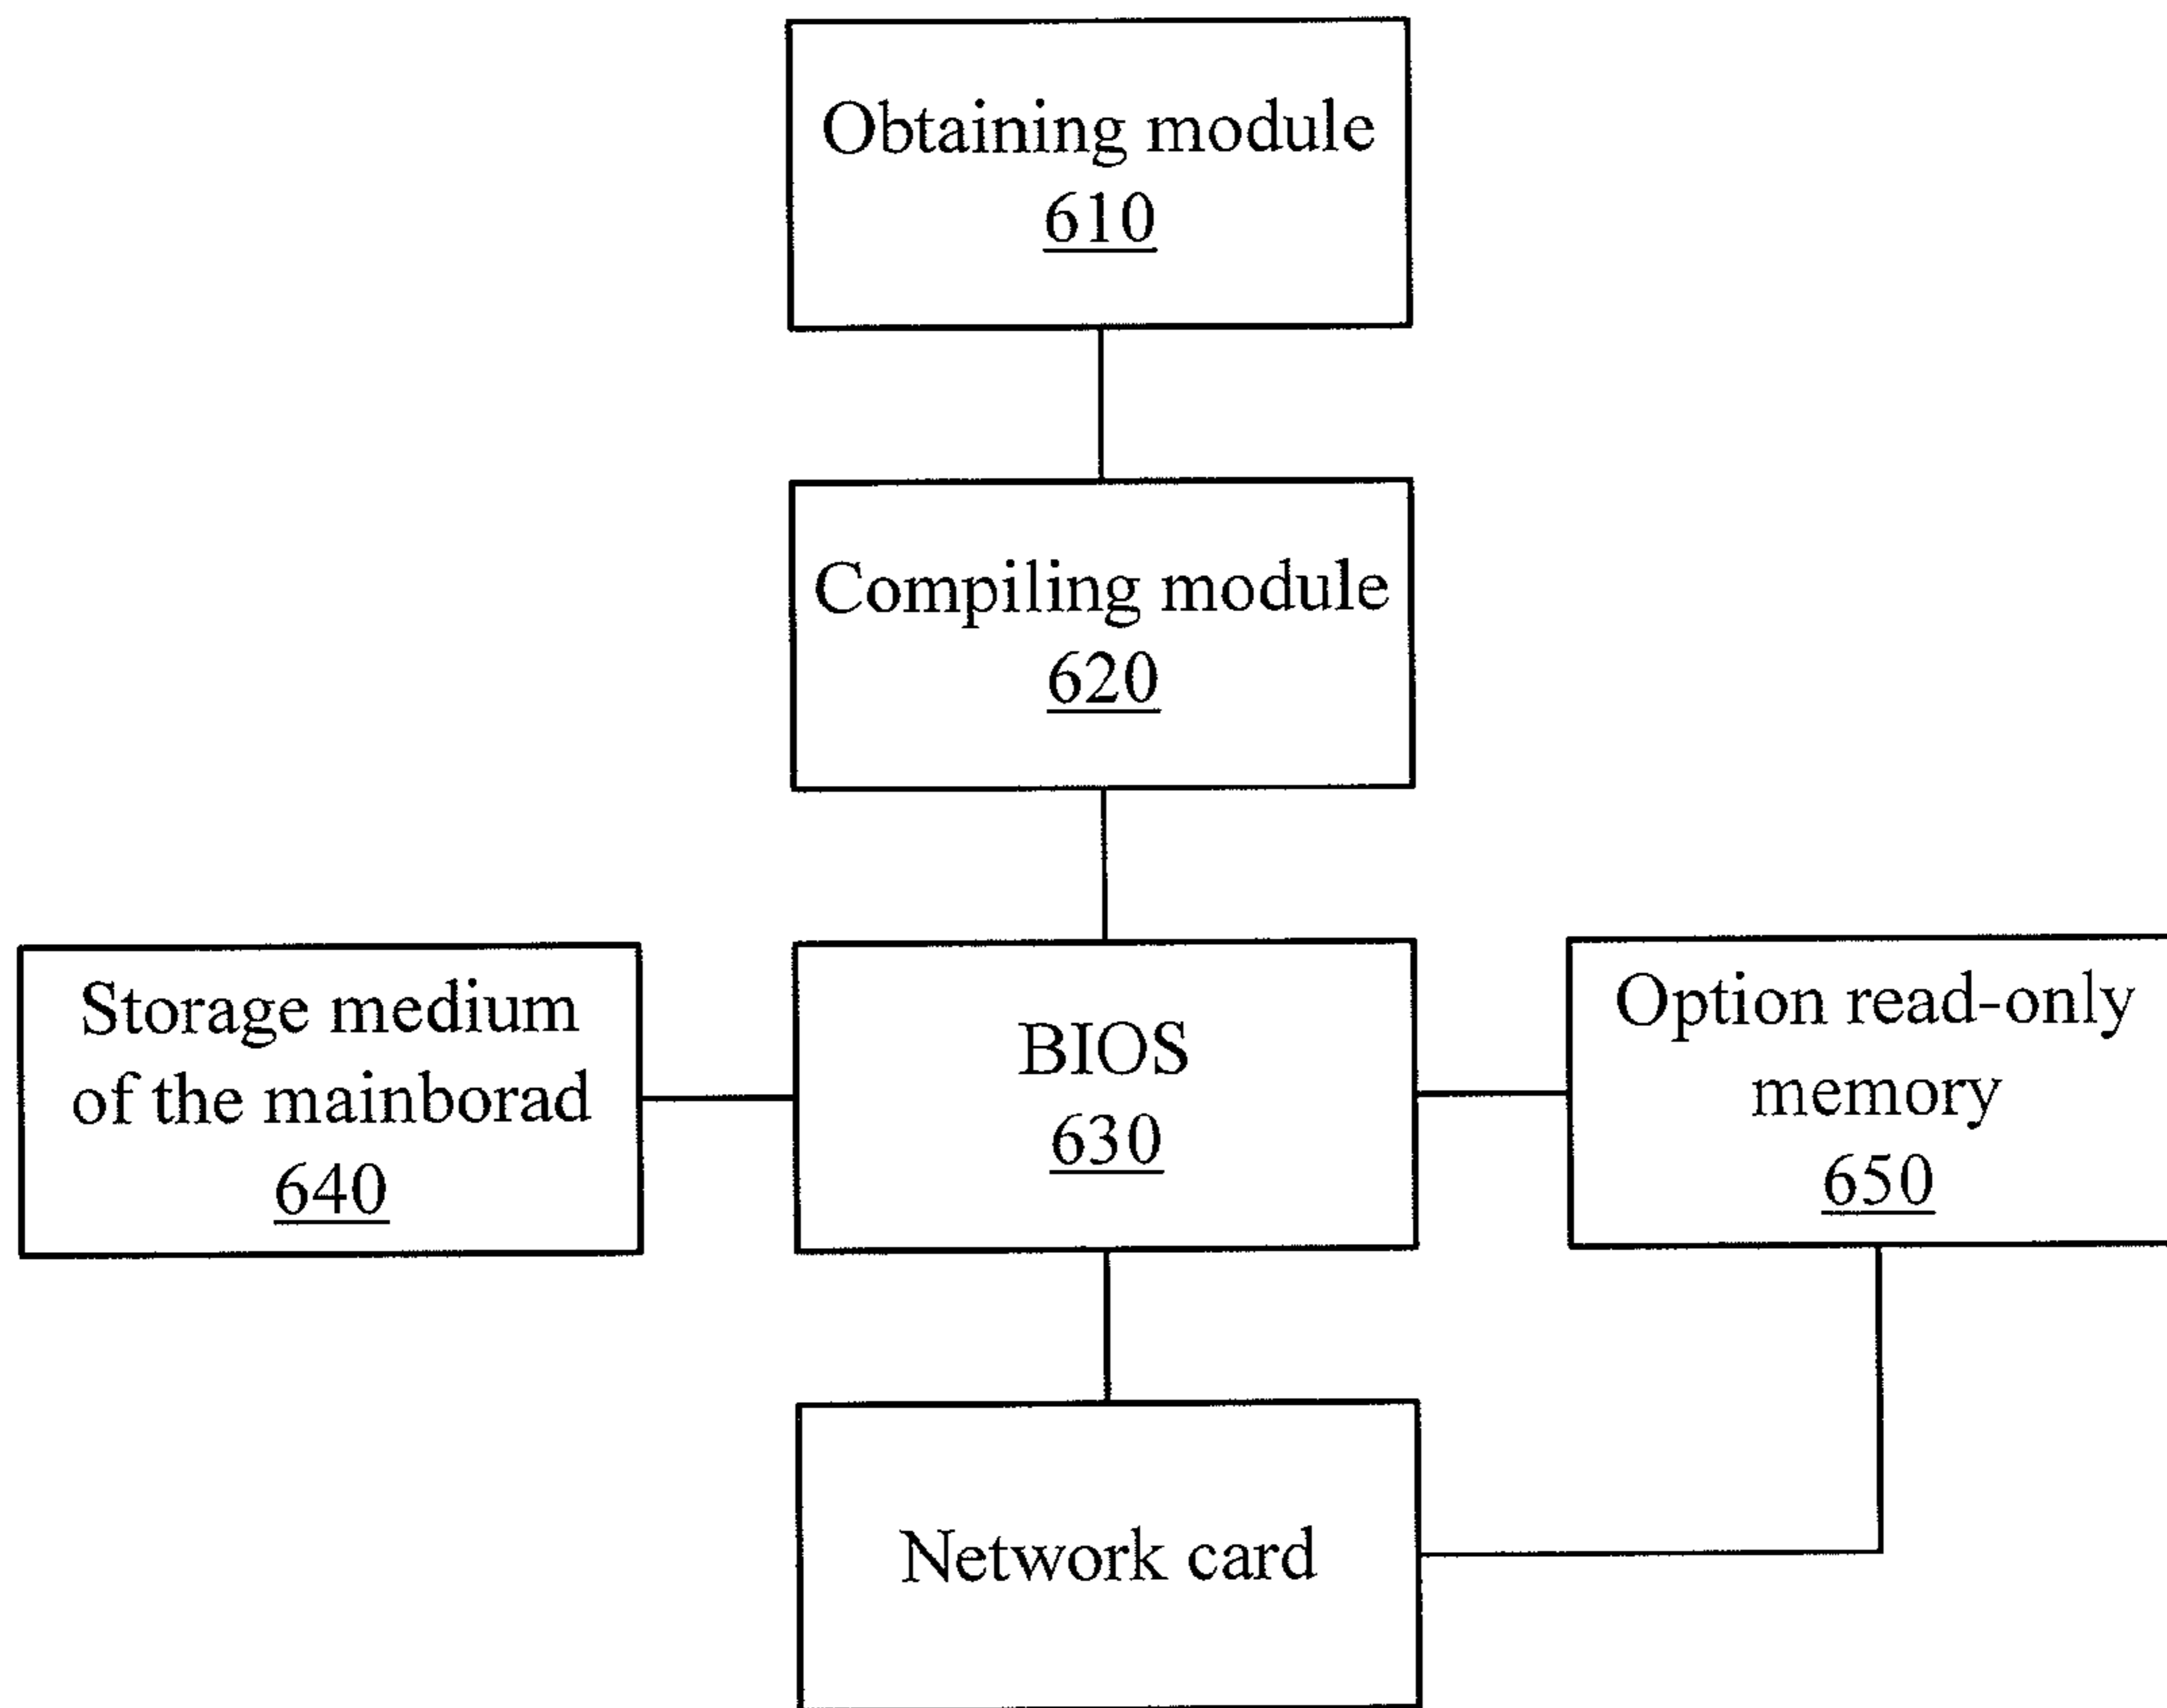 Obtaining module
610
Compiling module
620
Storage medium
of the mainborad
640
BIOS
630
Option read-only
memory
650
Network card